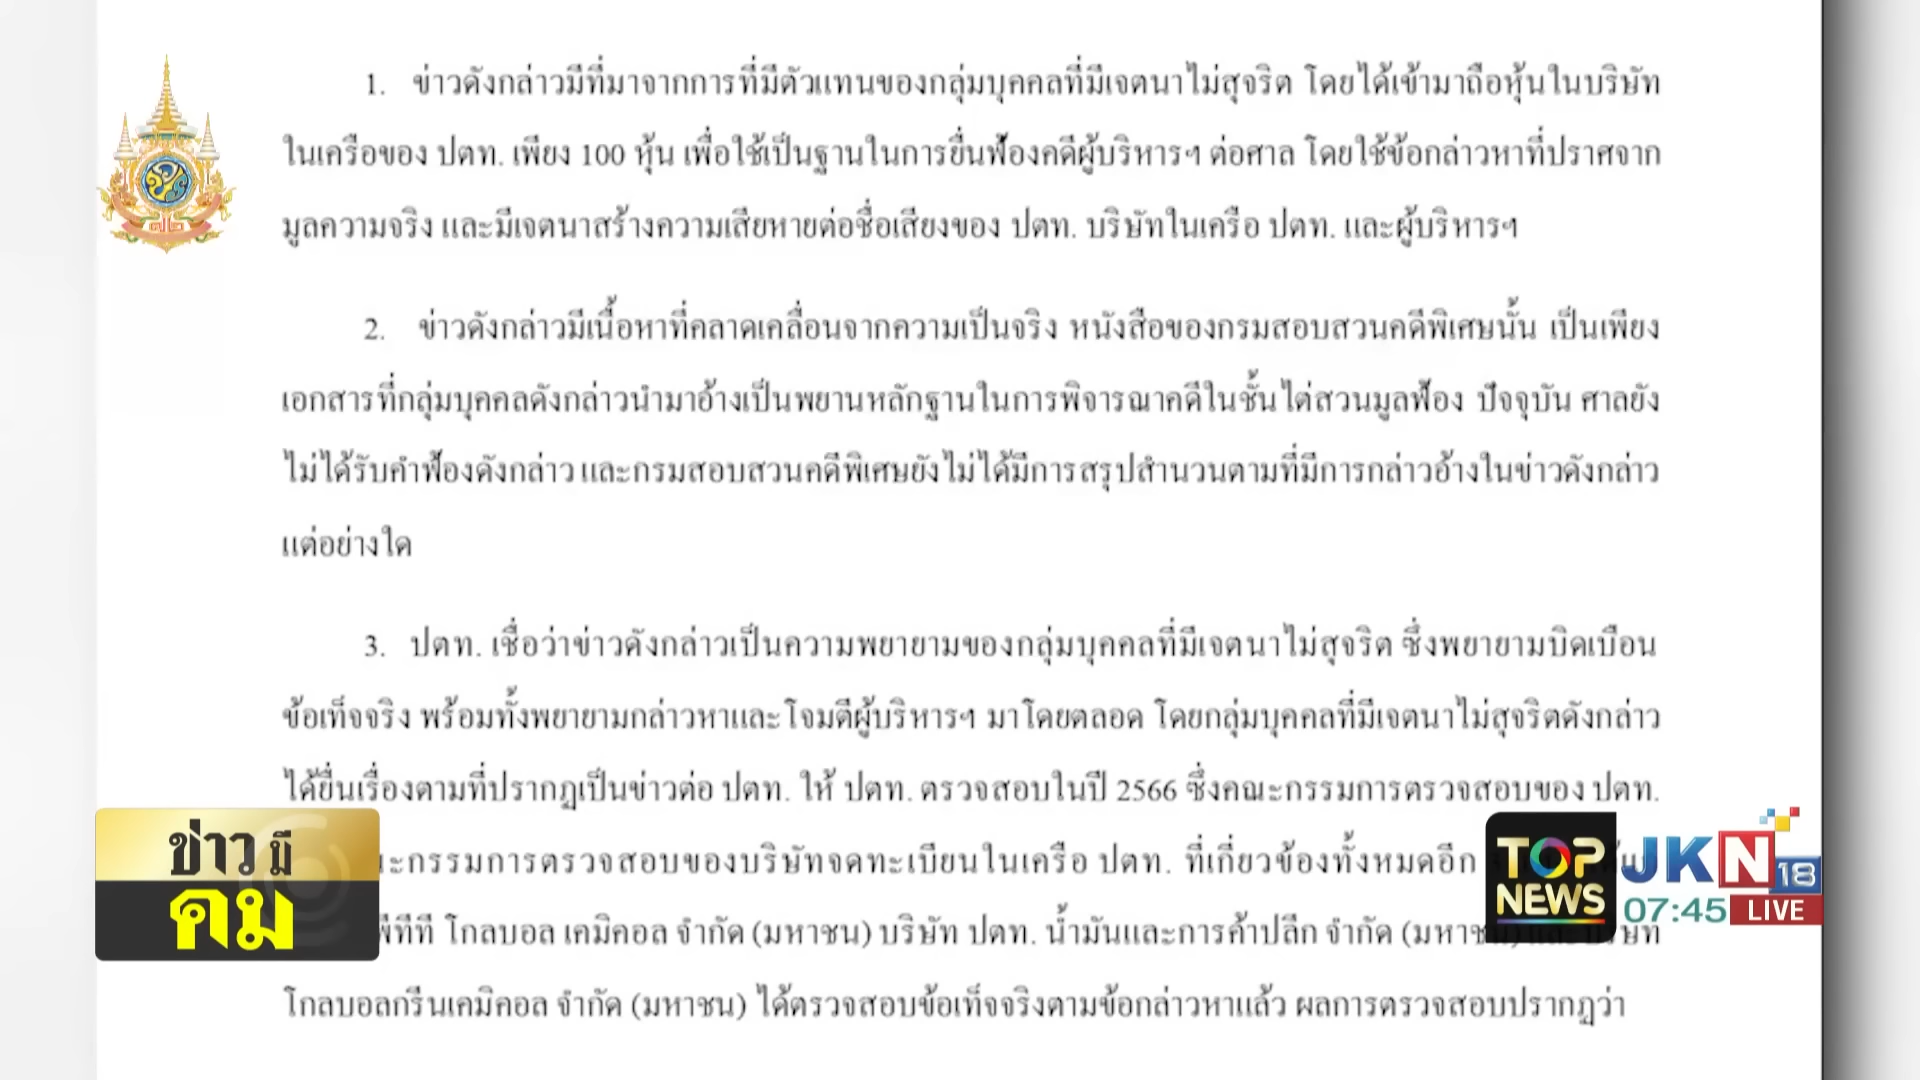 1. ข่าวดังกล่าวมีที่มาจากการที่มีตัวแทนของกลุ่มบุคคลที่มีเจตนาไม่สุจริต โดยได้เข้ามาถือหุ้นในบริษัท
ในเครือของ ปตท. เพียง 100 หุ้น เพื่อใช้เป็นฐานในการยื่นฟ้องคดีผู้บริหารฯ ต่อศาล โดยใช้ข้อกล่าวหาที่ปราศจาก
มูลความจริง และมีเจตนาสร้างความเสียหายต่อชื่อเสียงของ ปตท. บริษัทในเครือ ปตท. และผู้บริหารฯ
2. ข่าวดังกล่าวมีเนื้อหาที่คลาดเคลื่อนจากความเป็นจริง หนังสือของกรมสอบสวนคดีพิเศษนั้น เป็นเพียง
เอกสารที่กลุ่มบุคคลดังกล่าวนำมาอ้างเป็นพยานหลักฐานในการพิจารณาคดีในชั้นไต่สวนมูลฟ้อง ปัจจุบัน ศาลยัง
ไม่ได้รับคำฟ้องดังกล่าว และกรมสอบสวนคดีพิเศษยังไม่ได้มีการสรุปสำนวนตามที่มีการกล่าวอ้างในข่าวดังกล่าว
แต่อย่างใด
3. ปตท. เชื่อว่าข่าวดังกล่าวเป็นความพยายามของกลุ่มบุคคลที่มีเจตนาไม่สุจริต ซึ่งพยายามบิดเบือน
ข้อเท็จจริง พร้อมทั้งพยายามกล่าวหาและโจมตีผู้บริหารฯ มาโดยตลอด โดยกลุ่มบุคคลที่มีเจตนาไม่สุจริตดังกล่าว
ได้ยื่นเรื่องตามที่ปรากฏเป็นข่าวต่อ ปตท. ให้ ปตท. ตรวจสอบในปี 2566 ซึ่งคณะกรรมการตรวจสอบของ ปตท.
ณะกรรมการตรวจสอบของบริษัทจดทะเบียนในเครือ ปตท. ที่เกี่ยวข้องทั้งหมดอีก
พีทีที โกลบอล เคมิคอล จำกัด (มหาชน) บริษัท ปตท. น้ำมันและการค้าปลีก จำกัด (มหาชน) และ บริษัท
โกลบอลกรีนเคมิคอล จำกัด (มหาชน) ได้ตรวจสอบข้อเท็จจริงตามข้อกล่าวหาแล้ว ผลการตรวจสอบปรากฏว่า
ข่าว มี
คม
TOP
NEWS
JKN 18
07:45 LIVE